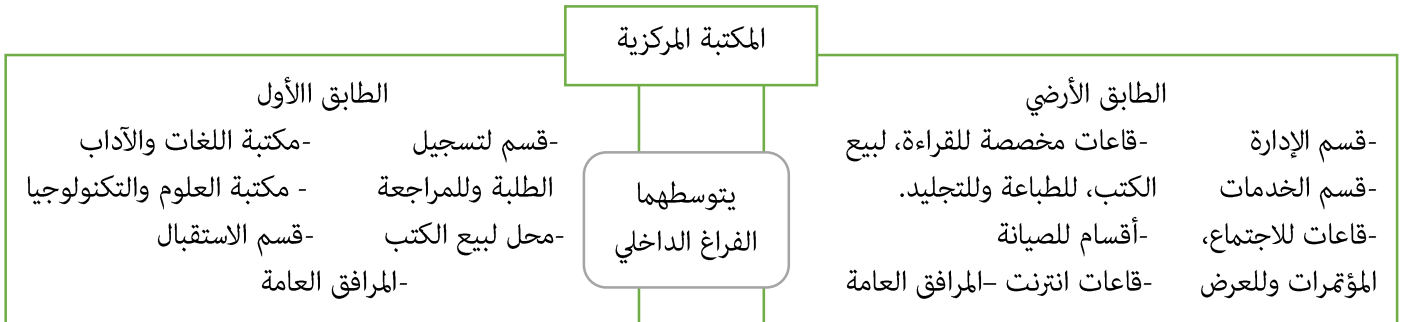 المكتبة المركزية
الطابق الأرضي
-قسم الإدارة
-قسم الخدمات
-قاعات للاجتماع،
المؤتمرات وللعرض
-قاعات مخصصة للقراءة، لبيع
الكتب، للطباعة وللتجليد.
-أقسام للصيانة
-قاعات انترنت –المرافق العامة
يتوسطهما
الفراغ الداخلي
الطابق االأول
-قسم لتسجيل
الطلبة وللمراجعة
-محل لبيع الكتب
-مكتبة اللغات والآداب
- مكتبة العلوم والتكنولوجيا
-قسم الاستقبال
-المرافق العامة